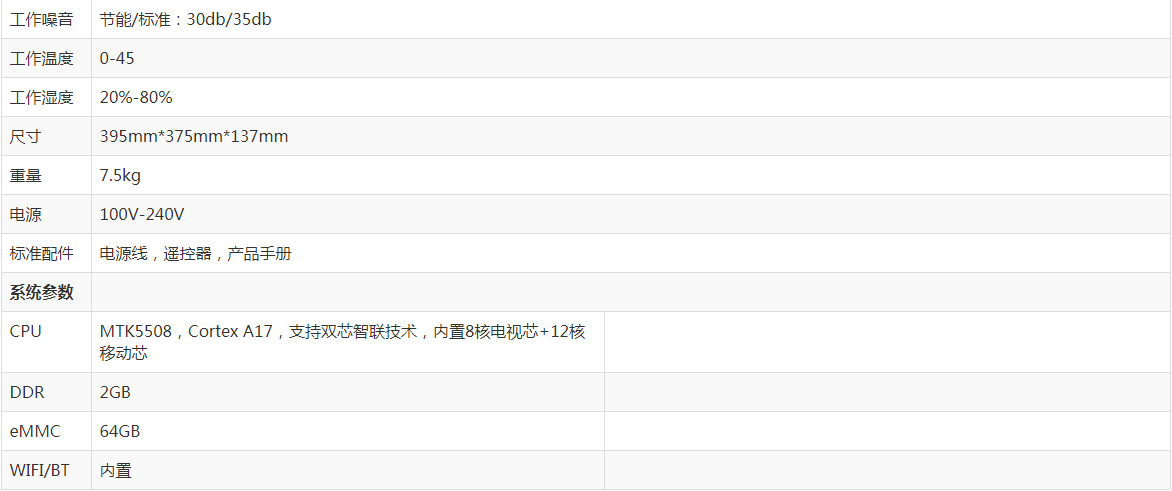 工作噪音 节能/标准：30db/35db
工作温度 0-45
工作湿度 20%-80%
尺寸 395mm*375mm*137mm
重量 7.5kg
电源 100V-240V
标准配件 电源线，遥控器，产品手册
系统参数
CPU MTK5508，Cortex A17，支持双芯智联技术，内置8核电视芯+12核
移动芯
DDR 2GB
eMMC 64GB
WIFI/BT 内置